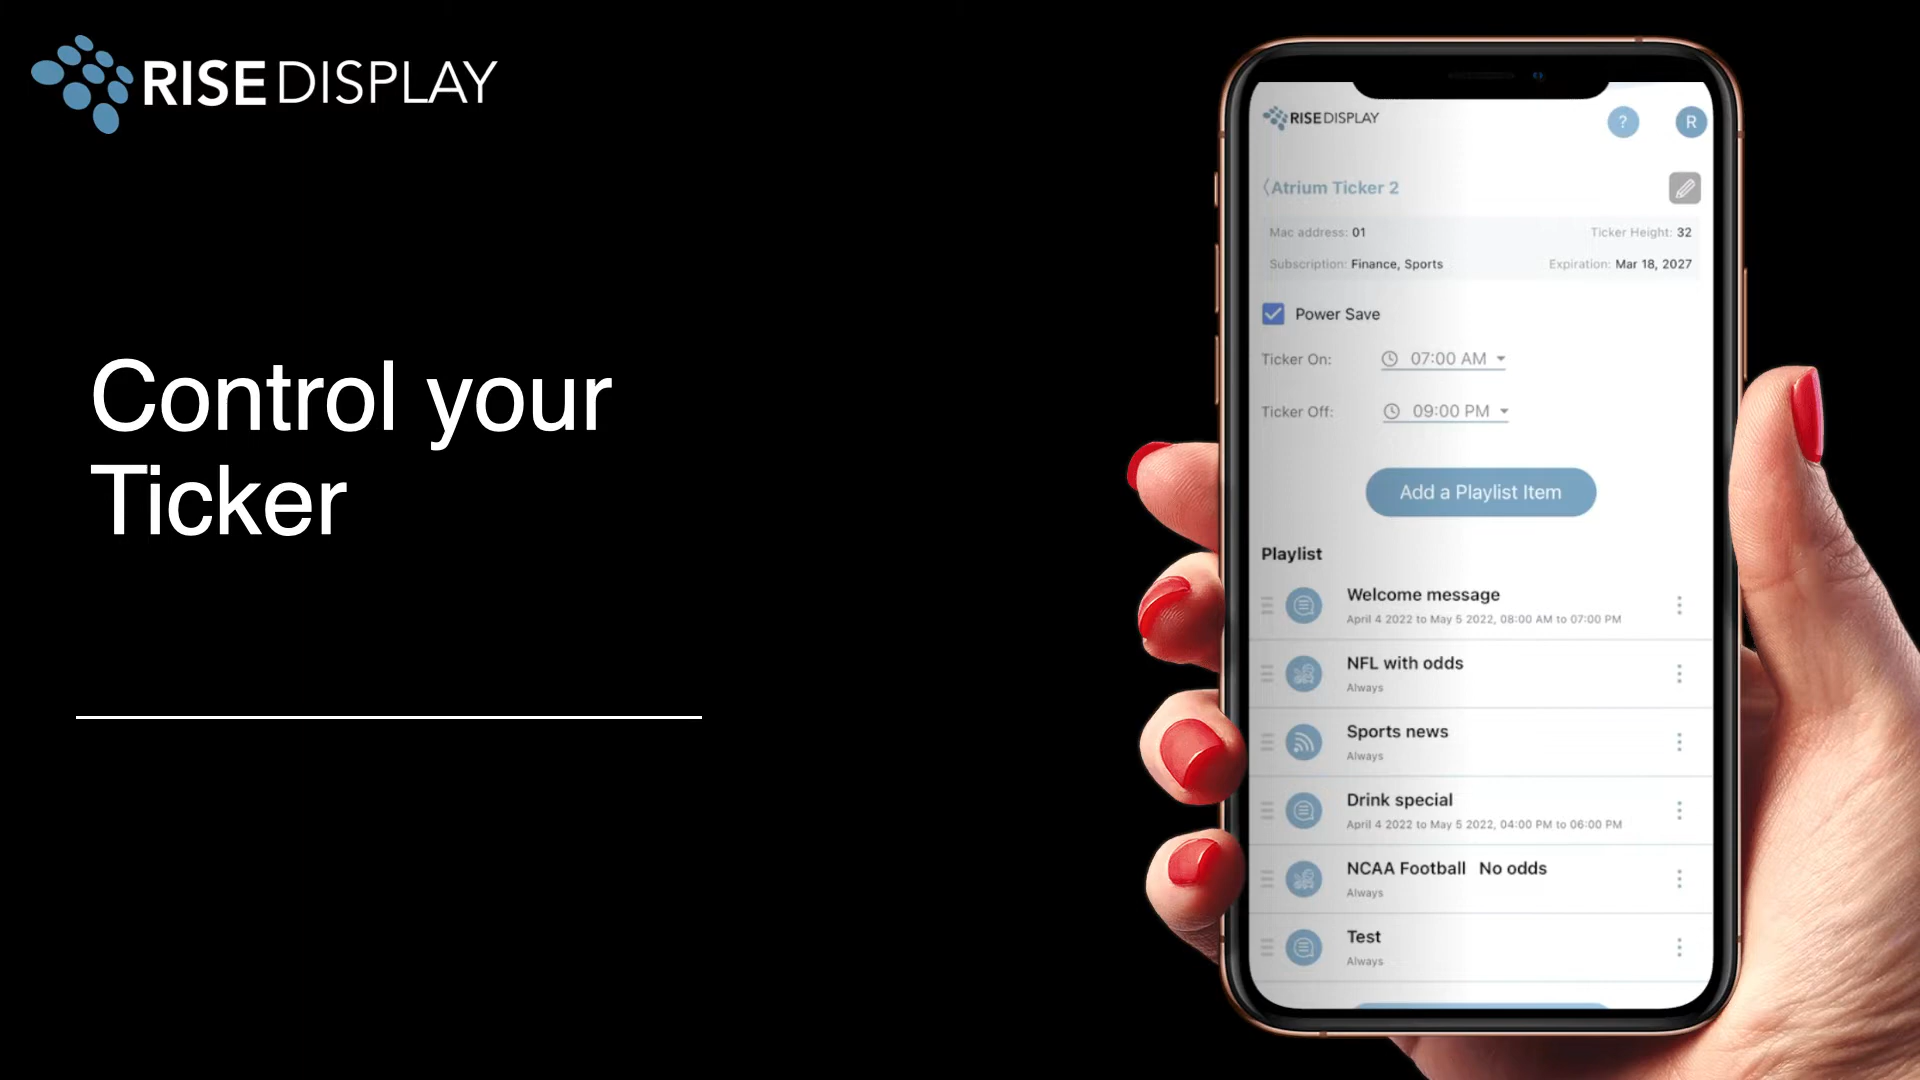 RISE DISPLAY
Control your
Ticker
RISE DISPLAY
?
R
Atrium Ticker 2
Mac address: 01
Ticker Height: 32
Subscription: Finance, Sports
Expiration: Mar 18, 2027
Power Save
Ticker On:
07:00 AM
Ticker Off:
09:00 PM
Add a Playlist Item
Playlist
Welcome message
April 4 2022 to May 5 2022, 08:00 AM to 07:00 PM
NFL with odds
Always
Sports news
Always
Drink special
April 4 2022 to May 5 2022, 04:00 PM to 06:00 PM
NCAA Football No odds
Always
Test
Always